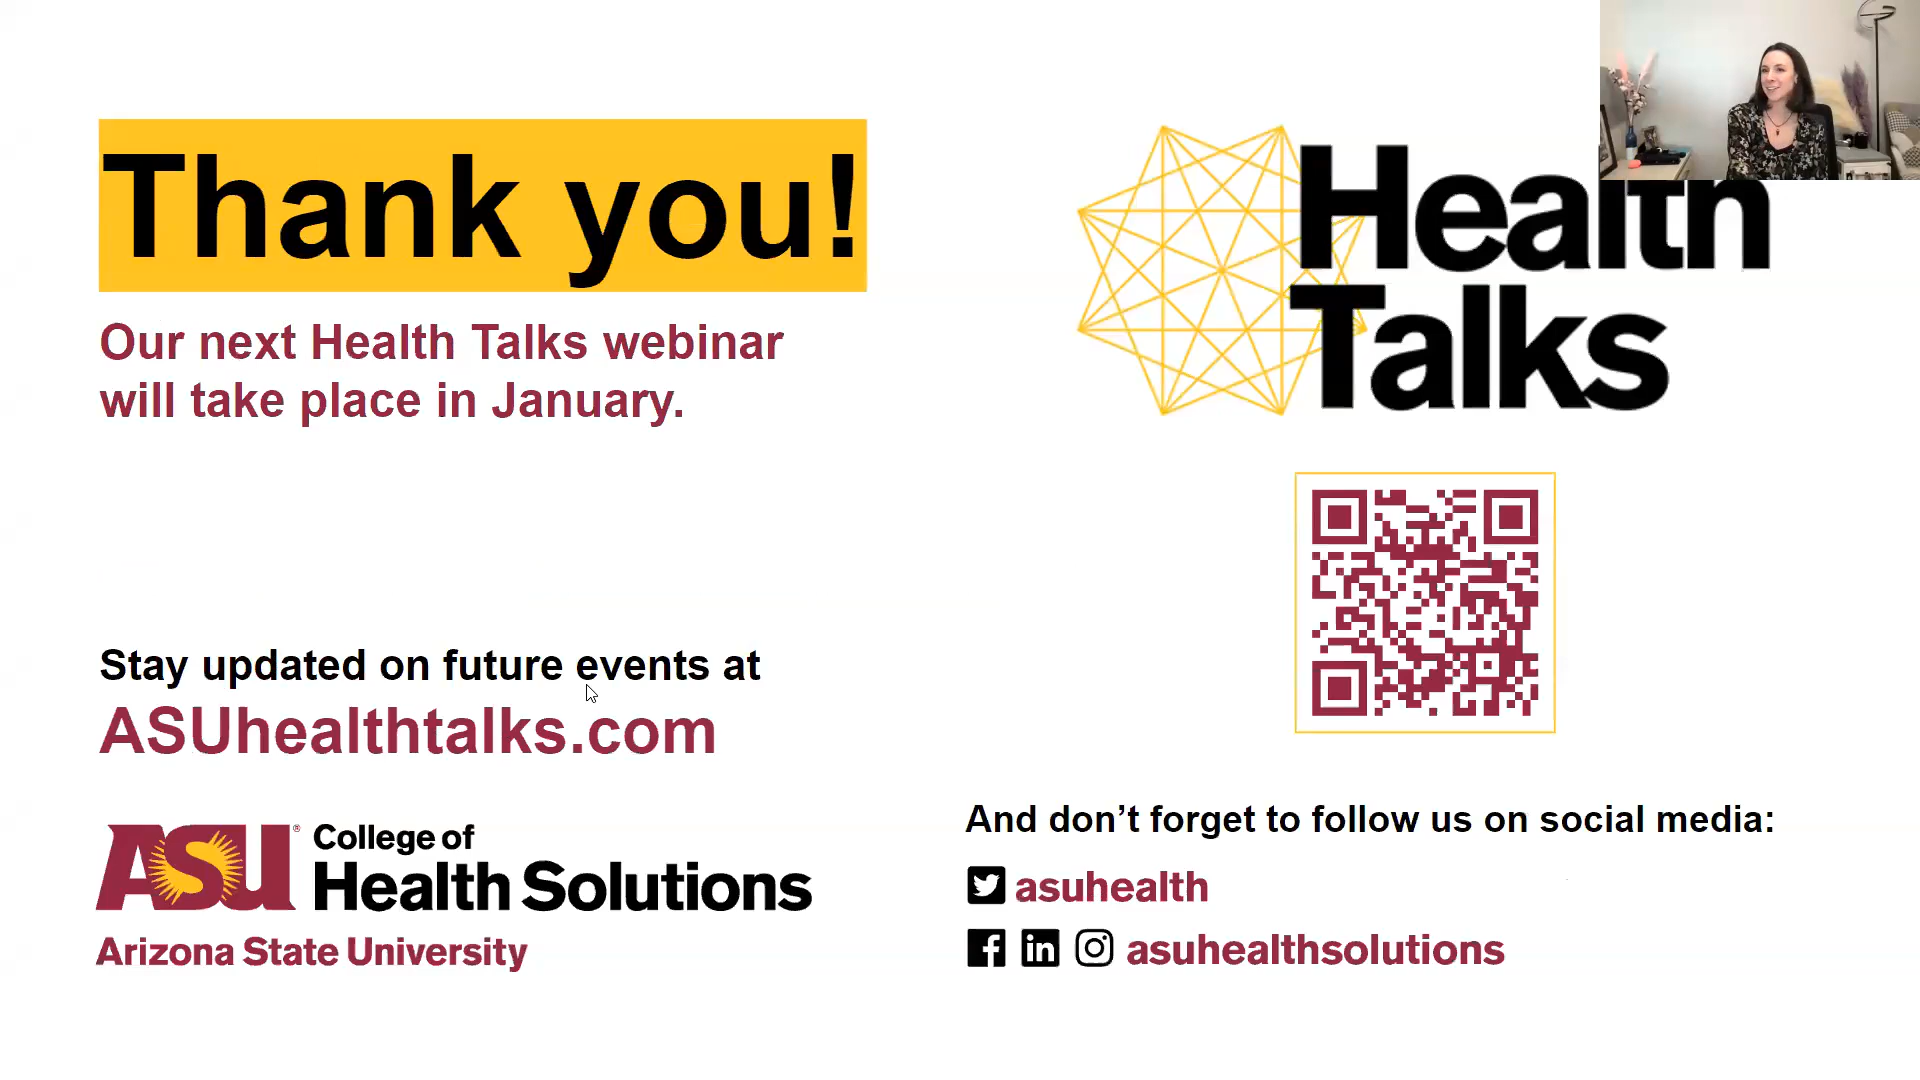 Thank you!
Our next Health Talks webinar
will take place in January.
Stay updated on future events at
ASUhealthtalks.com
ASU® College of
Health Solutions
Arizona State University
Health
Talks
And don’t forget to follow us on social media:
asuhealth
in asuhealthsolutions